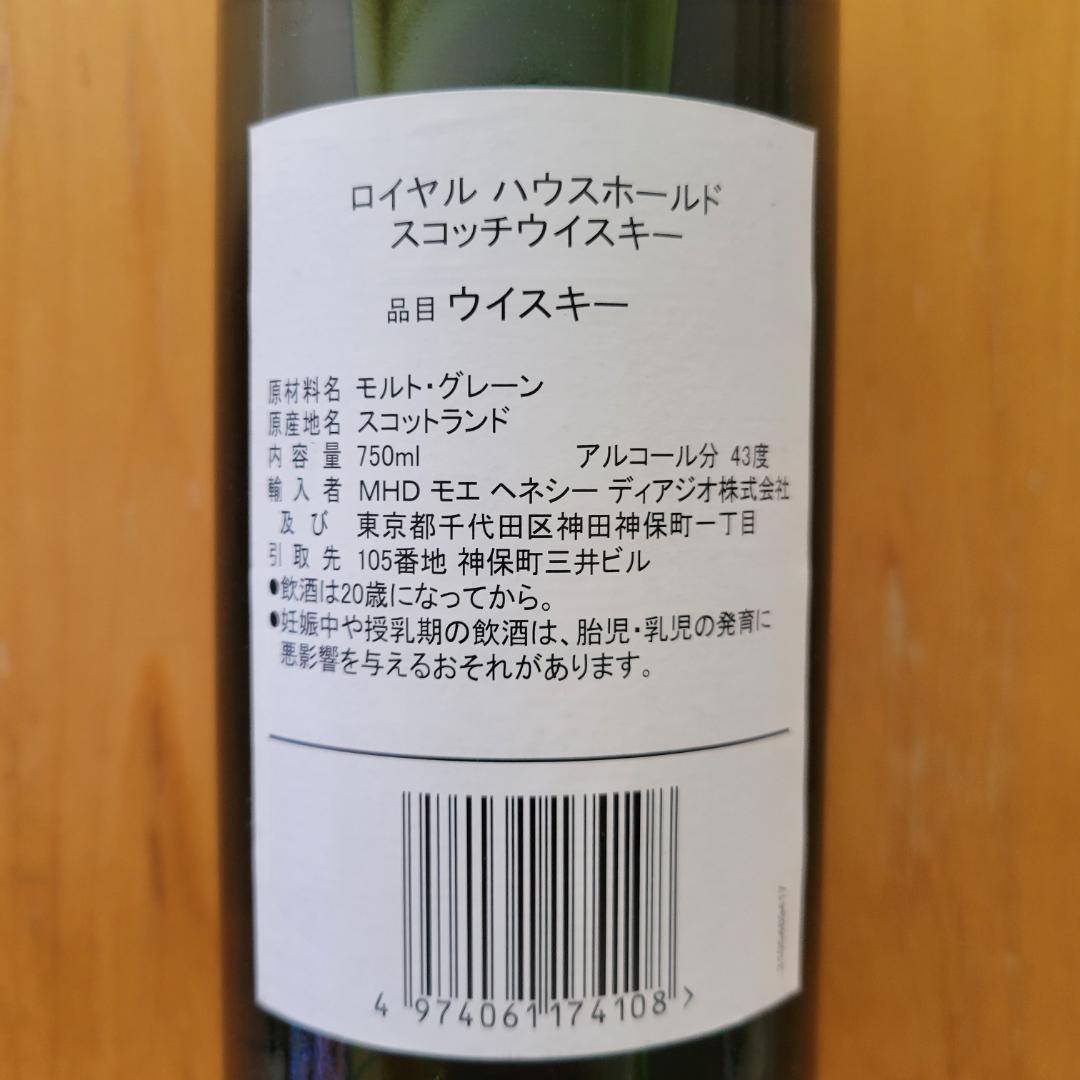 ロイヤル ハウスホールド
スコッチウイスキー
品目 ウイスキー
原材料名 モルト・グレーン
原産地名 スコットランド
内容量 750ml アルコール分 43度
輸入者 MHD モエ ヘネシー ディアジオ株式会社
及び 東京都千代田区神田神保町一丁目
引取先 105番地 神保町三井ビル
●飲酒は20歳になってから。
●妊娠中や授乳期の飲酒は、胎児・乳児の発育に
悪影響を与えるおそれがあります。
4 974061 174108 >